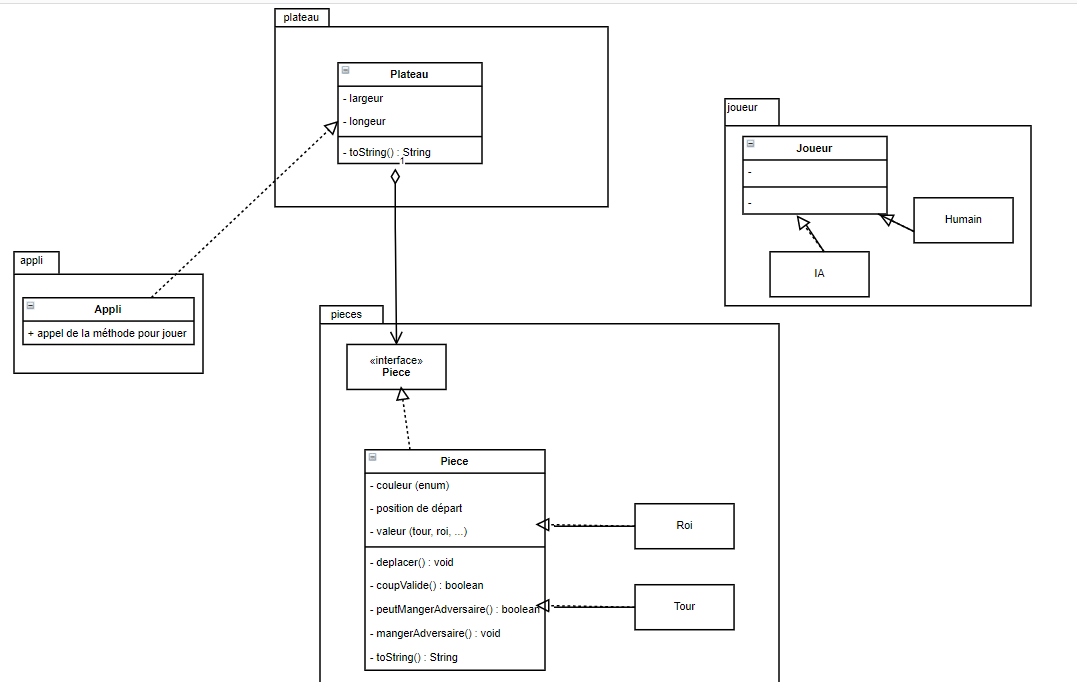 plateau
Plateau
- largeur
- longeur
- toString() : String
1
joueur
Joueur
-
-
Humain
IA
appli
Appli
+ appel de la méthode pour jouer
pieces
«interface»
Piece
Piece
- couleur (enum)
- position de départ
- valeur (tour, roi, ...)
- deplacer() : void
- coupValide() : boolean
- peutMangerAdversaire() : boolean
- mangerAdversaire() : void
- toString() : String
Roi
Tour